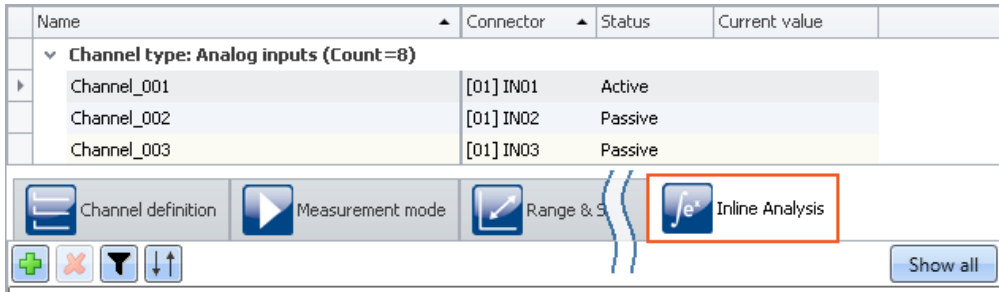 Name Connector Status Current value
Channel type: Analog inputs (Count=8)
Channel_001 [01] IN01 Active
Channel_002 [01] IN02 Passive
Channel_003 [01] IN03 Passive
Channel definition Measurement mode Range & S ∫eˣ Inline Analysis
Show all